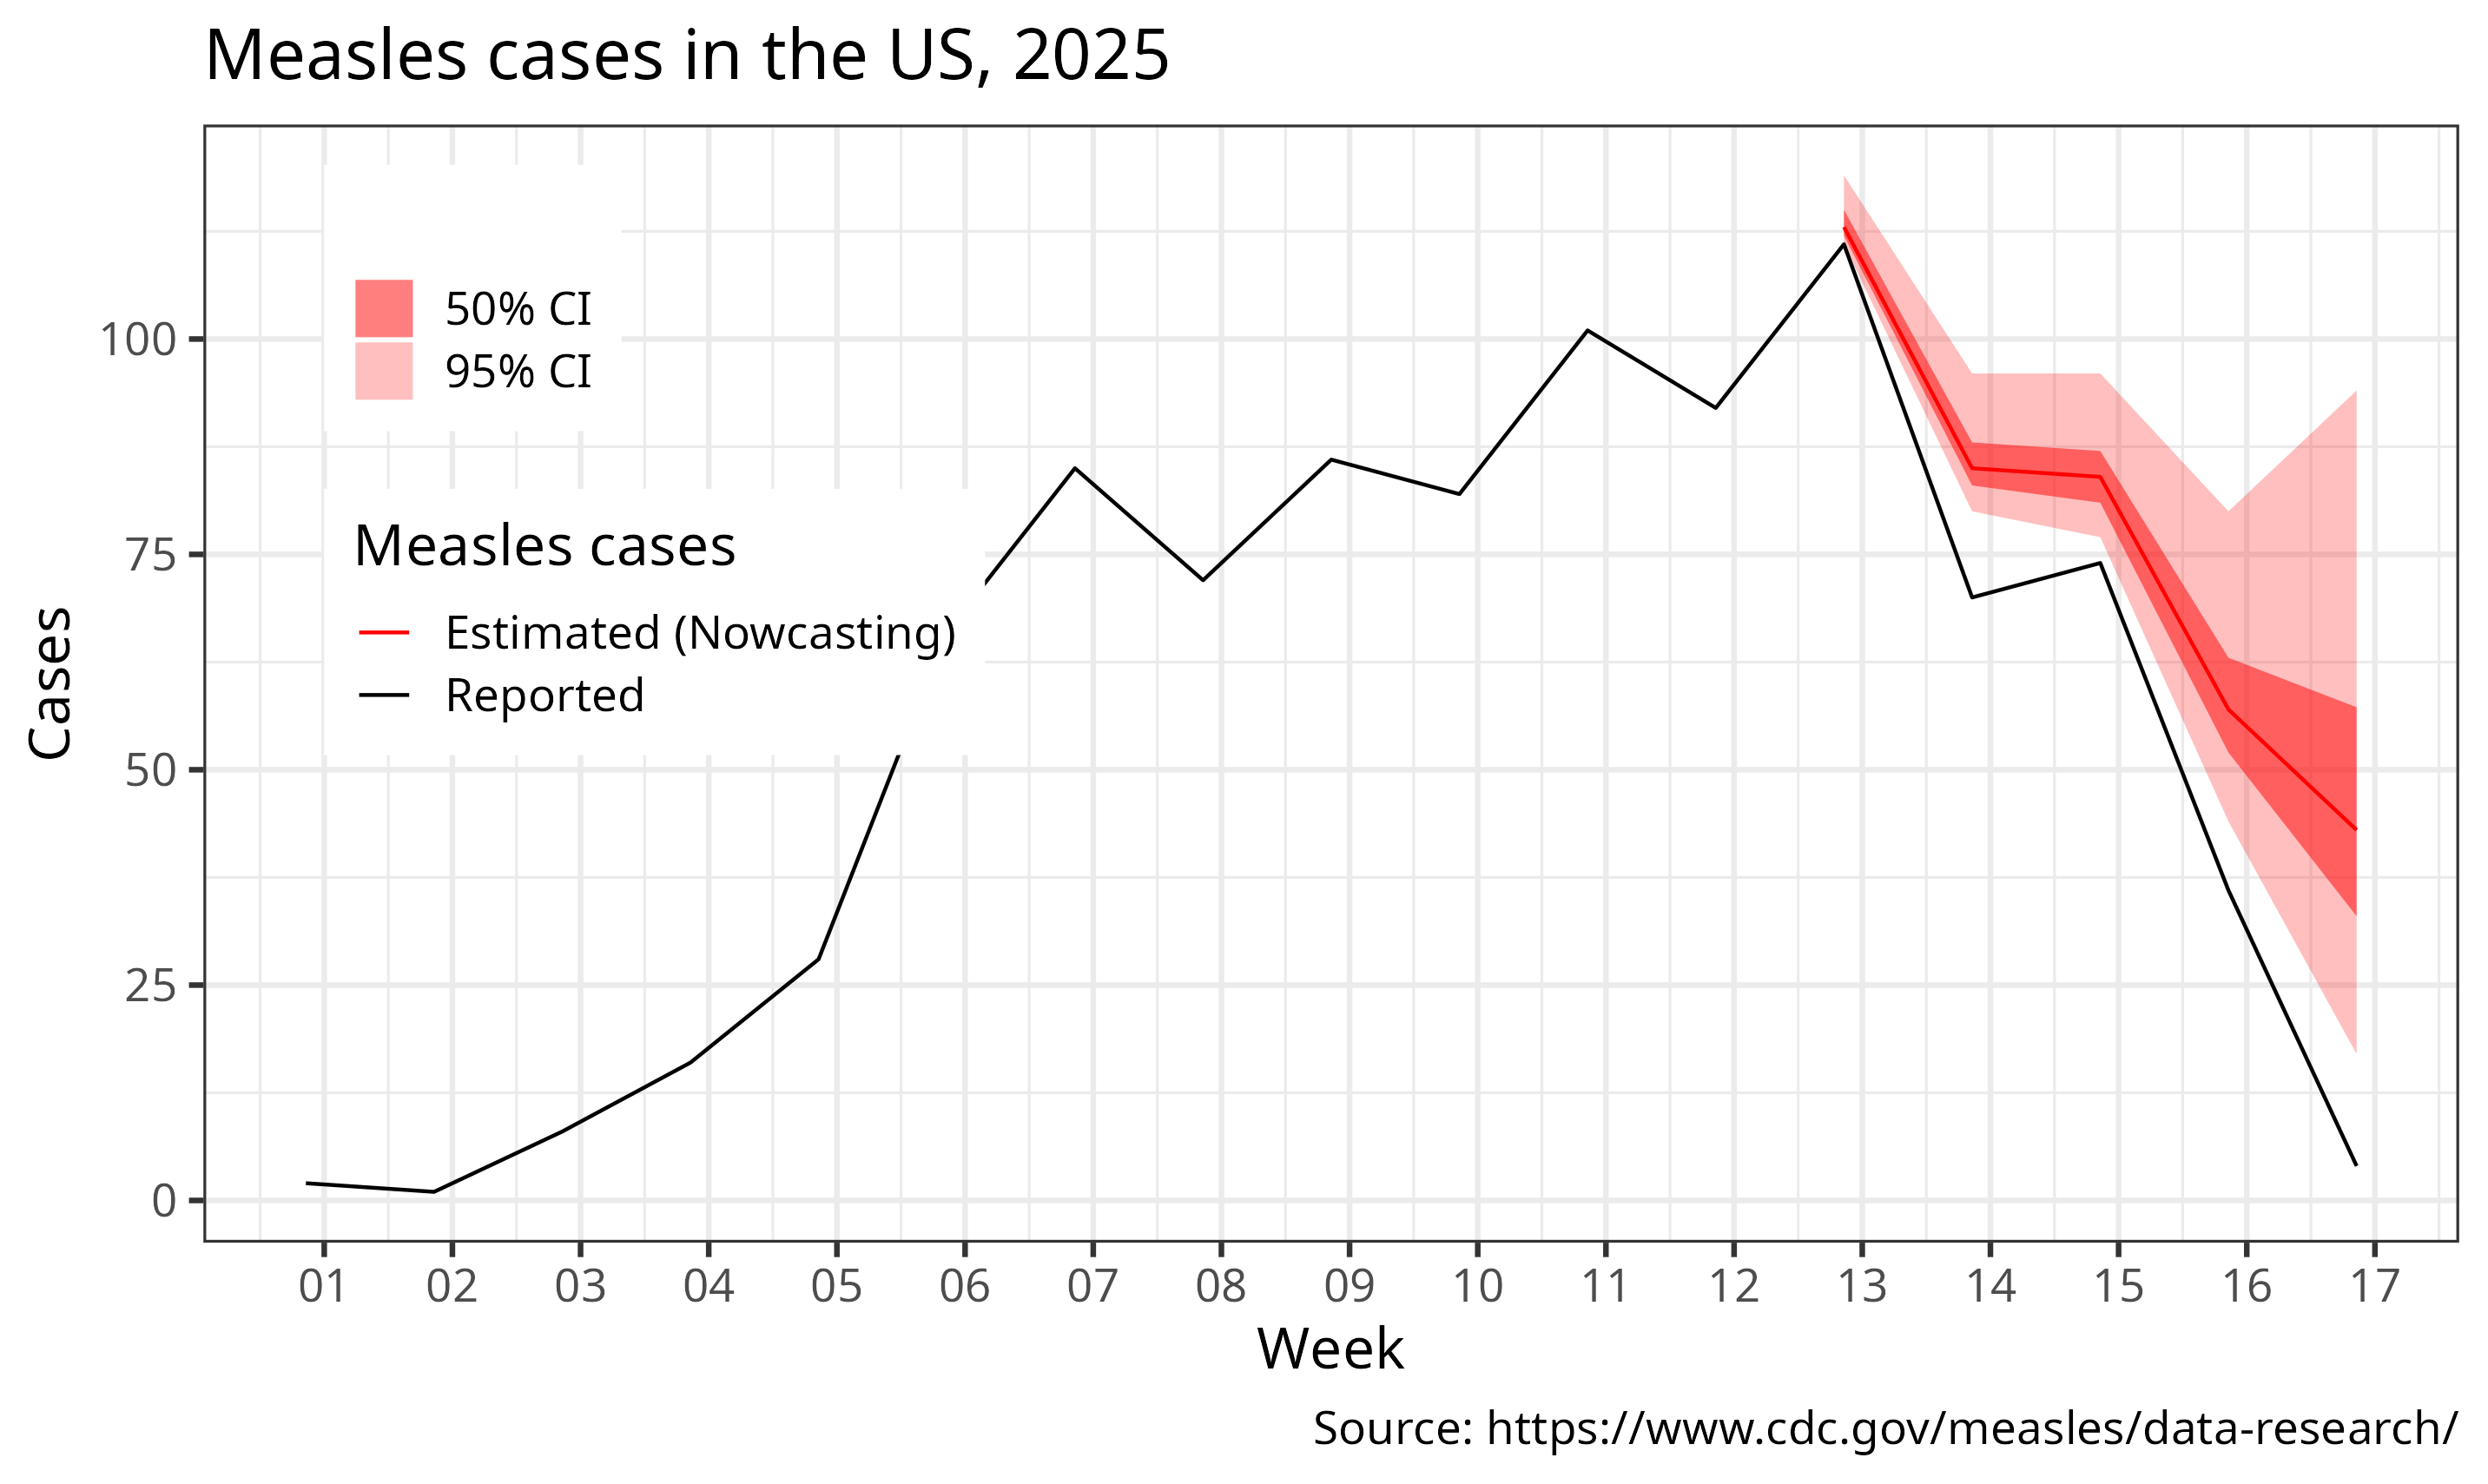 Measles cases in the US, 2025
50% CI
95% CI
Measles cases
Estimated (Nowcasting)
Reported
Cases
100
75
50
25
0
01 02 03 04 05 06 07 08 09 10 11 12 13 14 15 16 17
Week
Source: https://www.cdc.gov/measles/data-research/